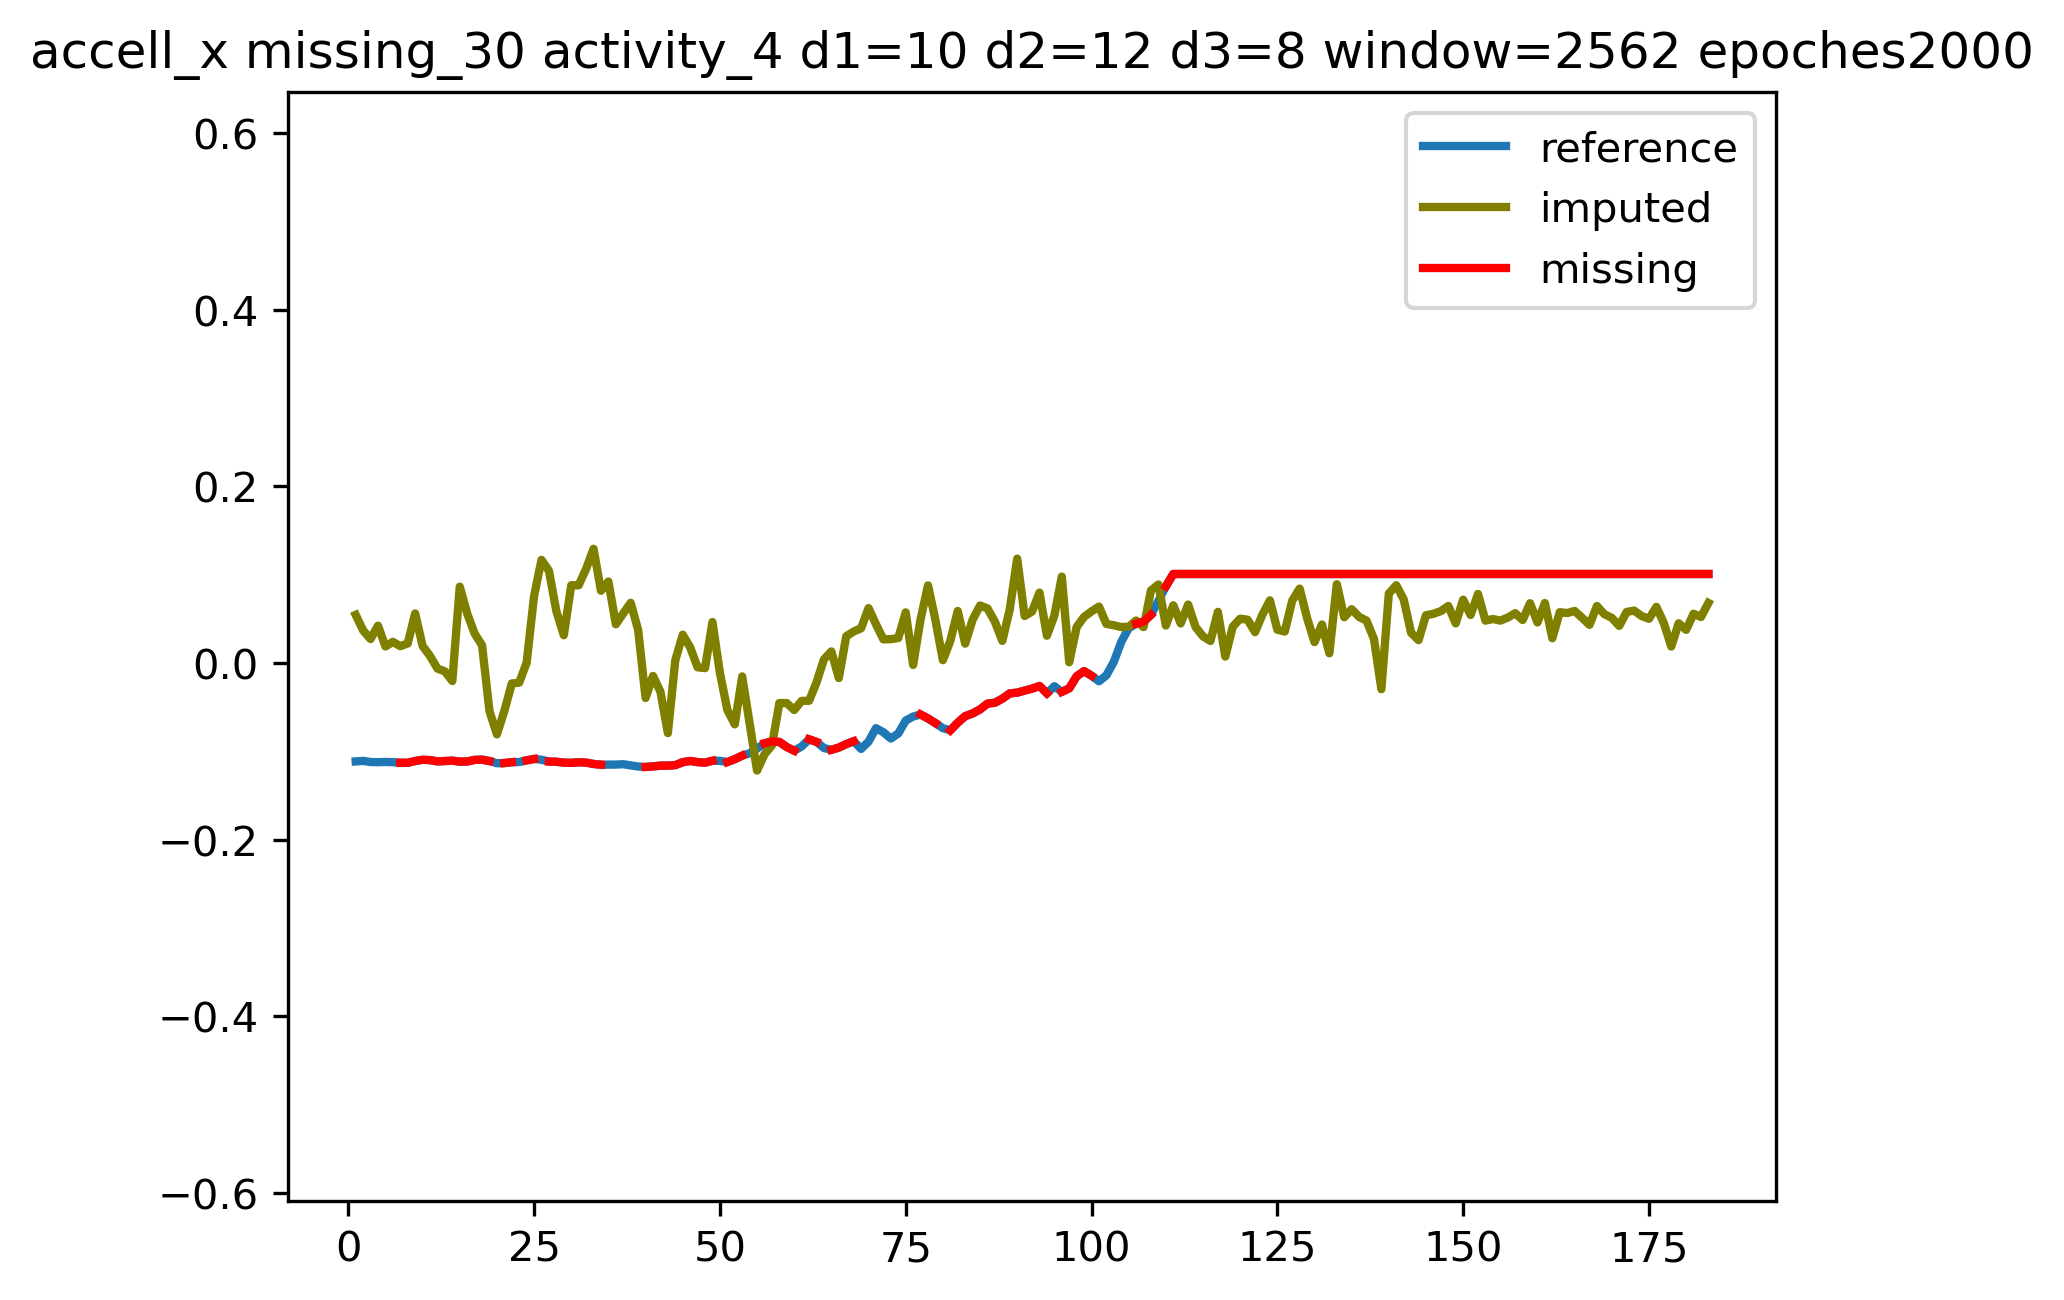 accell_x missing_30 activity_4 d1=10 d2=12 d3=8 window=2562 epoches2000
reference
imputed
missing
0.6
0.4
0.2
0.0
−0.2
−0.4
−0.6
0 25 50 75 100 125 150 175